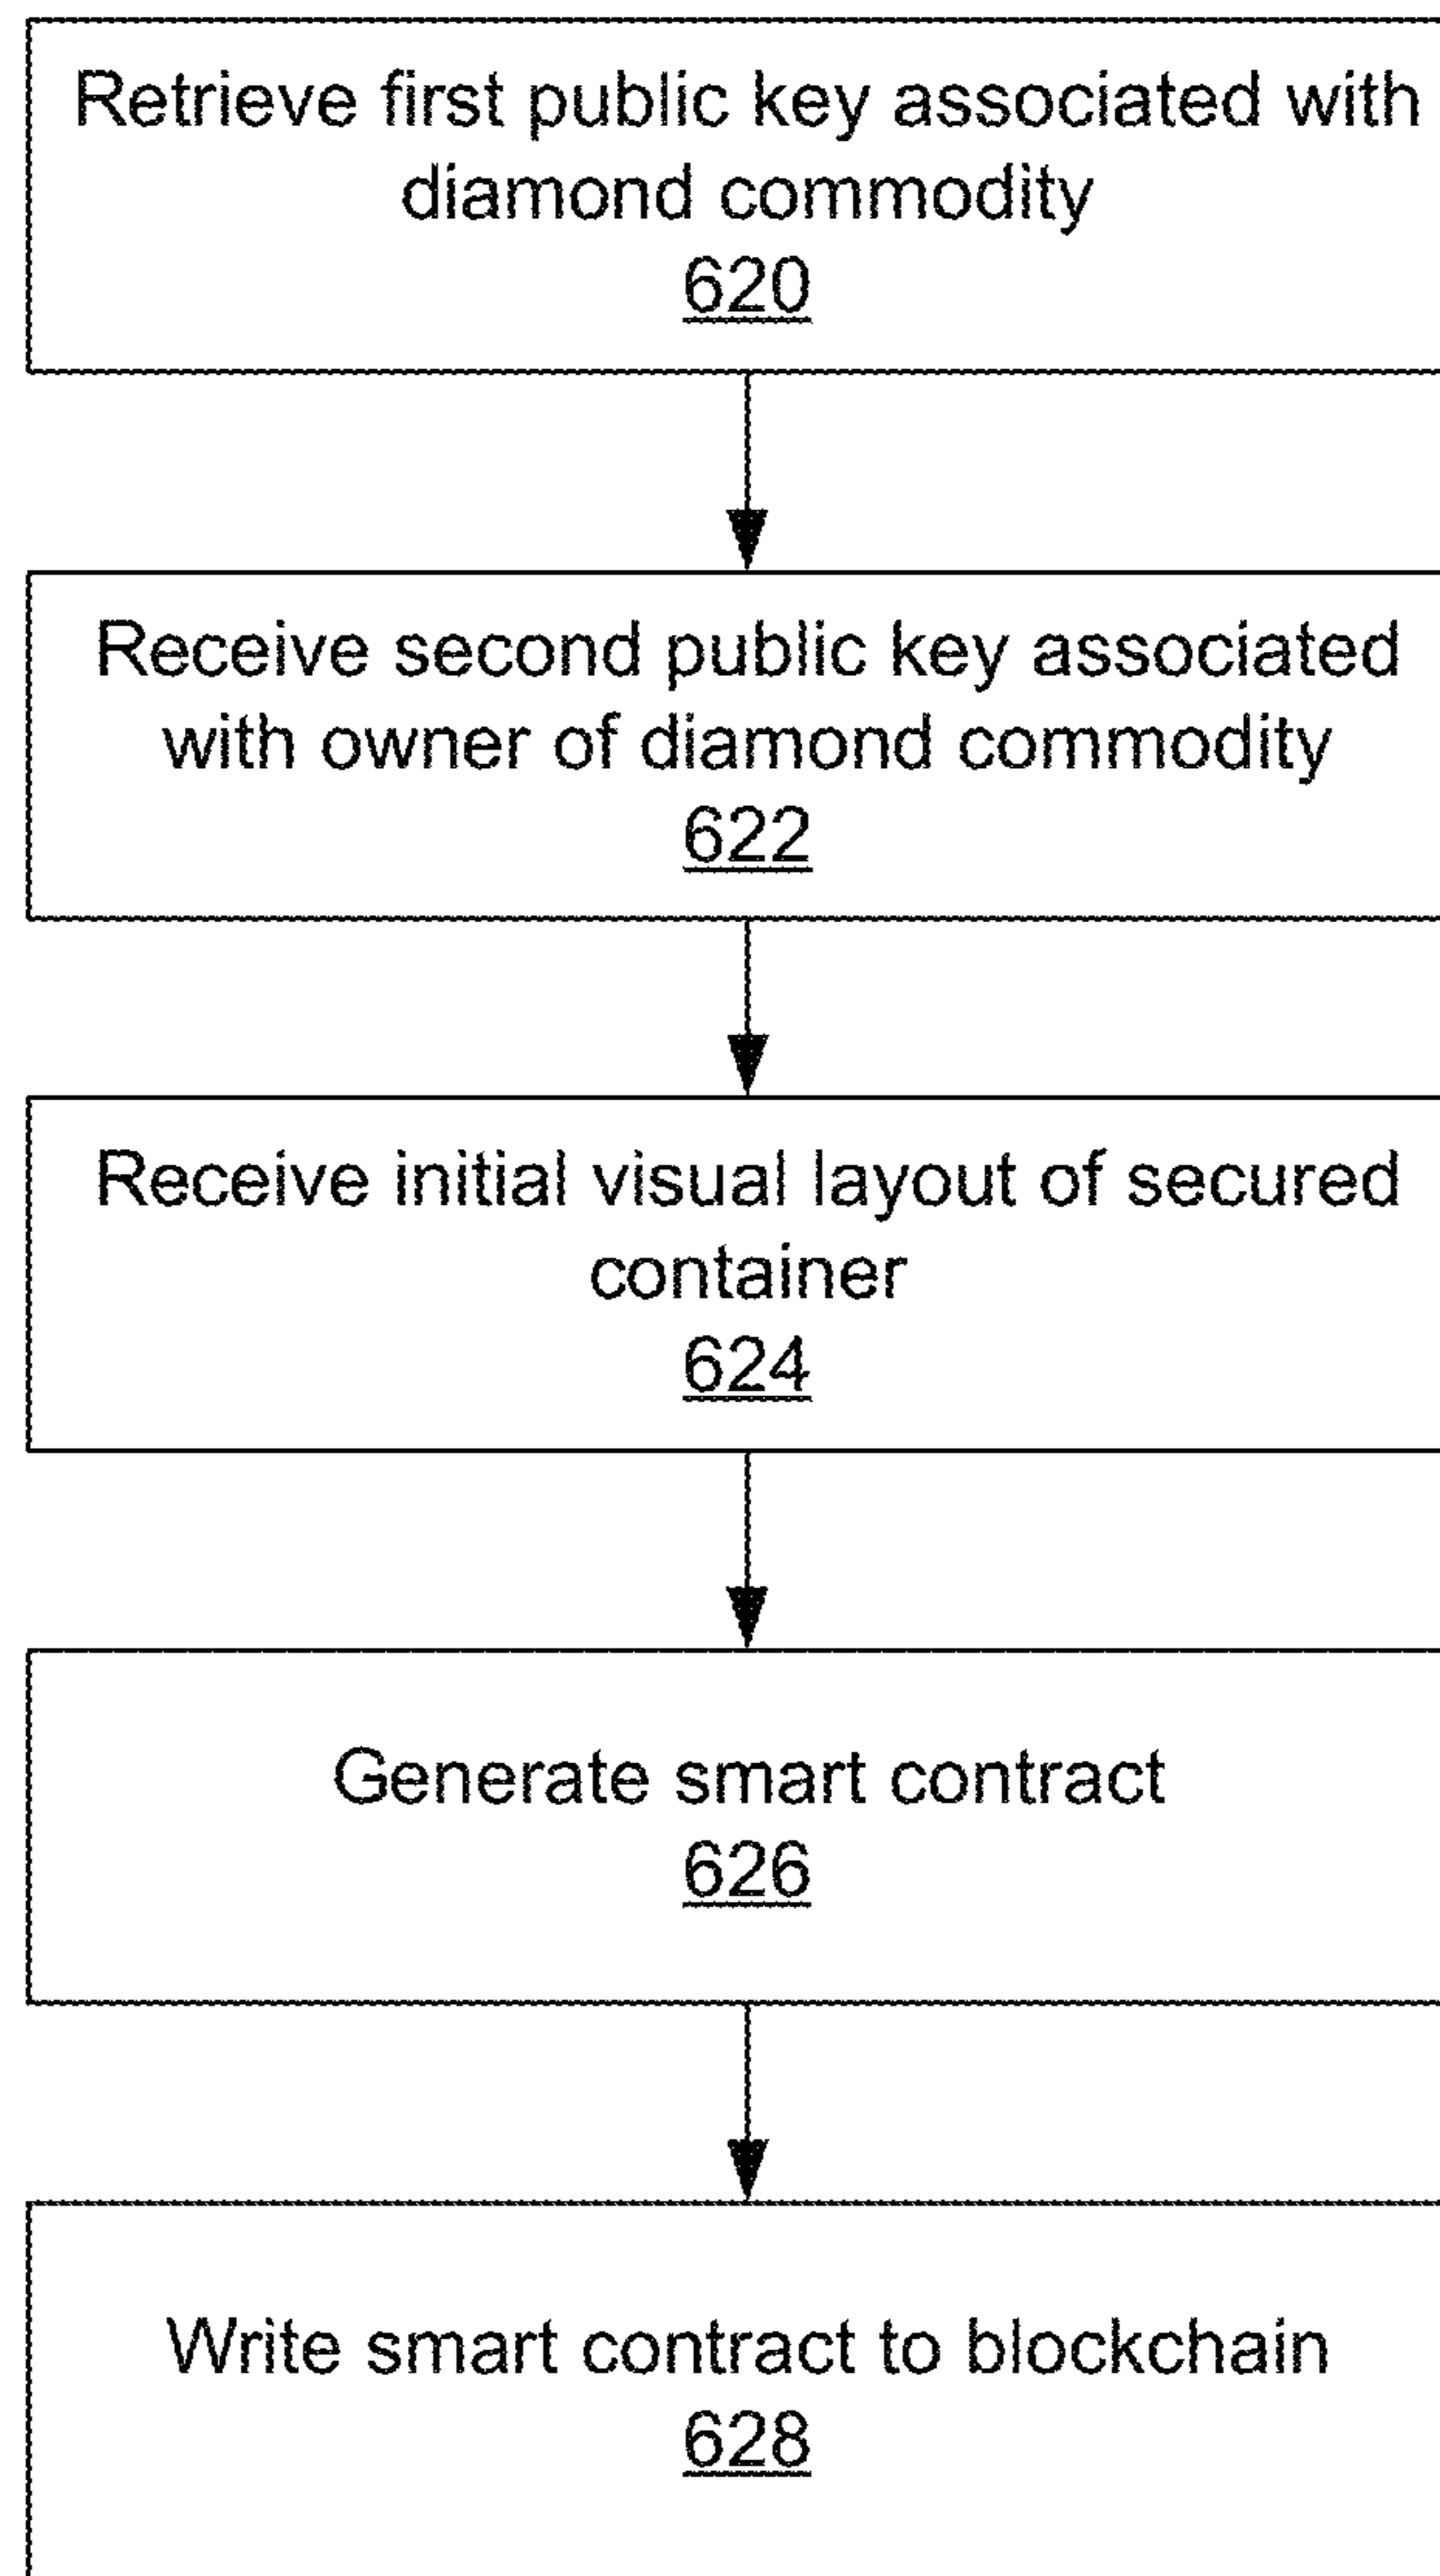 Retrieve first public key associated with
diamond commodity
620
Receive second public key associated
with owner of diamond commodity
622
Receive initial visual layout of secured
container
624
Generate smart contract
626
Write smart contract to blockchain
628